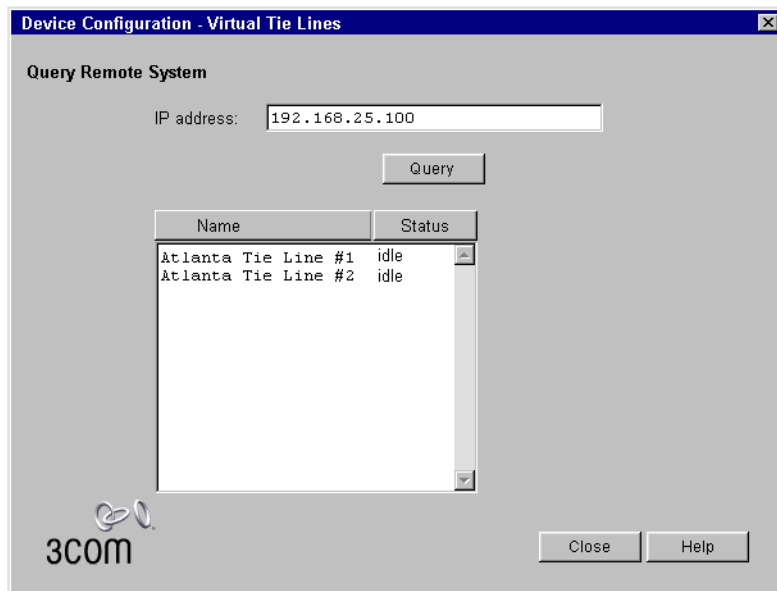 Device Configuration - Virtual Tie Lines
Query Remote System
IP address: 192.168.25.100
Query
Name Status
Atlanta Tie Line #1 idle
Atlanta Tie Line #2 idle
3COM
Close Help